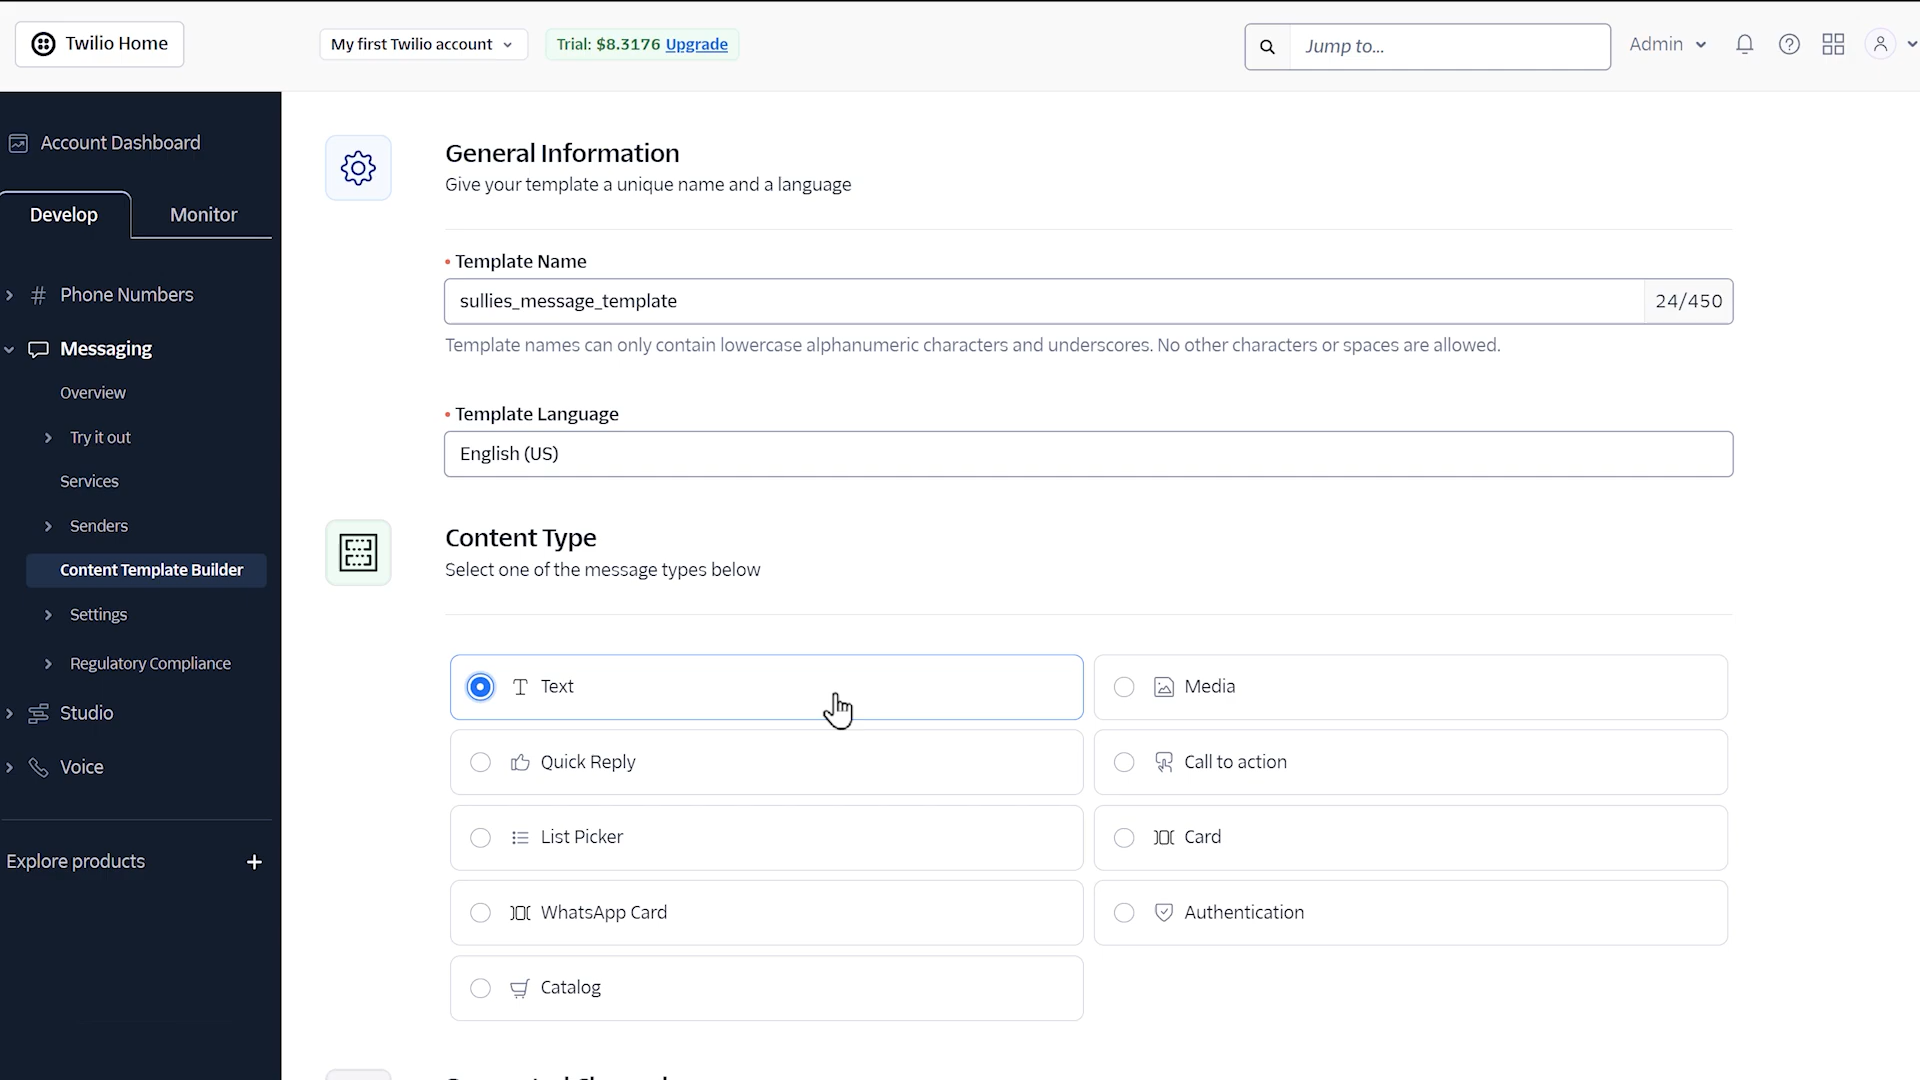 Twilio Home
My first Twilio account
Trial: $8.3176 Upgrade
Jump to...
Admin
Account Dashboard
Develop
Monitor
Phone Numbers
Messaging
Overview
Try it out
Services
Senders
Content Template Builder
Settings
Regulatory Compliance
Studio
Voice
Explore products
General Information
Give your template a unique name and a language
• Template Name
sullies_message_template
24/450
Template names can only contain lowercase alphanumeric characters and underscores. No other characters or spaces are allowed.
• Template Language
English (US)
Content Type
Select one of the message types below
Text
Media
Quick Reply
Call to action
List Picker
Card
WhatsApp Card
Authentication
Catalog